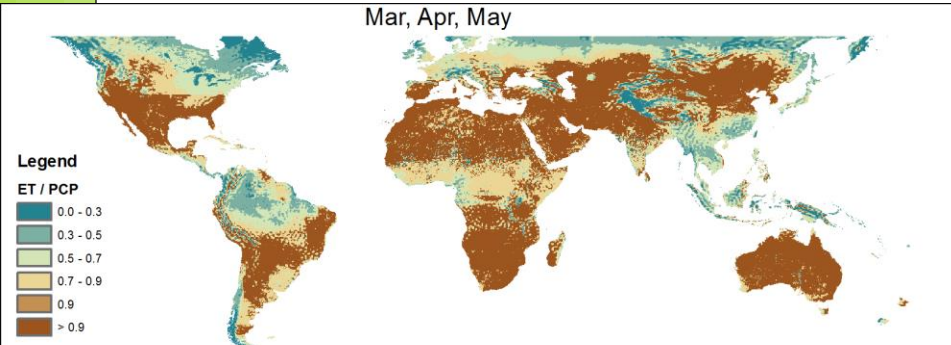 Mar, Apr, May
Legend
ET / PCP
0.0 - 0.3
0.3 - 0.5
0.5 - 0.7
0.7 - 0.9
0.9
> 0.9